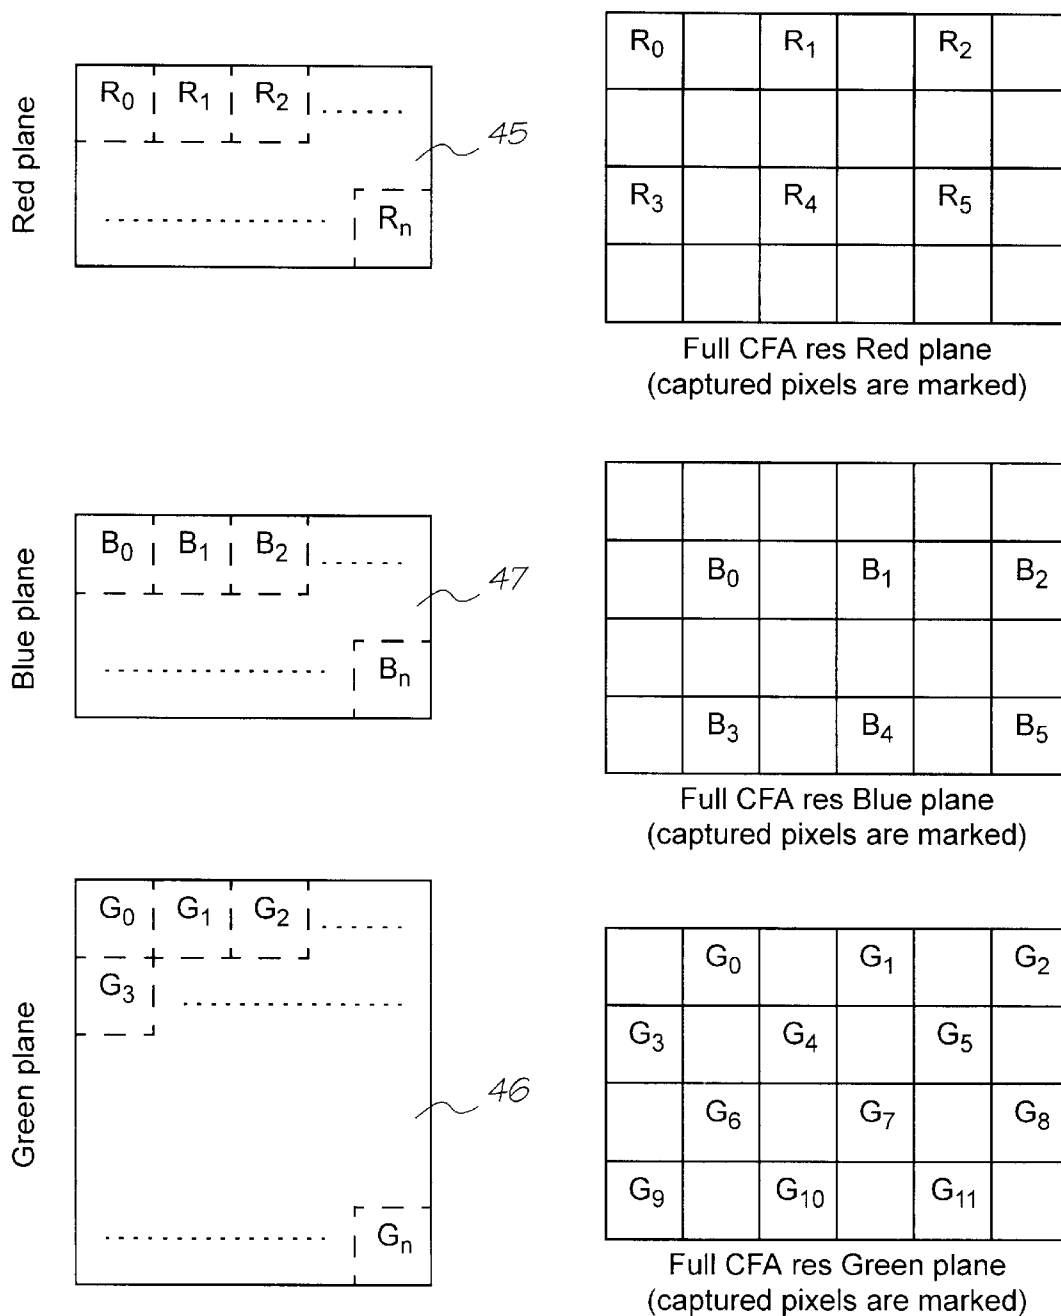 Red plane
R0 R1 R2
Rn
45
R0 R1 R2
R3 R4 R5
Full CFA res Red plane
(captured pixels are marked)
Blue plane
B0 B1 B2
Bn
47
B0 B1 B2
B3 B4 B5
Full CFA res Blue plane
(captured pixels are marked)
Green plane
G0 G1 G2
G3
Gn
46
G0 G1 G2
G3 G4 G5
G6 G7 G8
G9 G10 G11
Full CFA res Green plane
(captured pixels are marked)